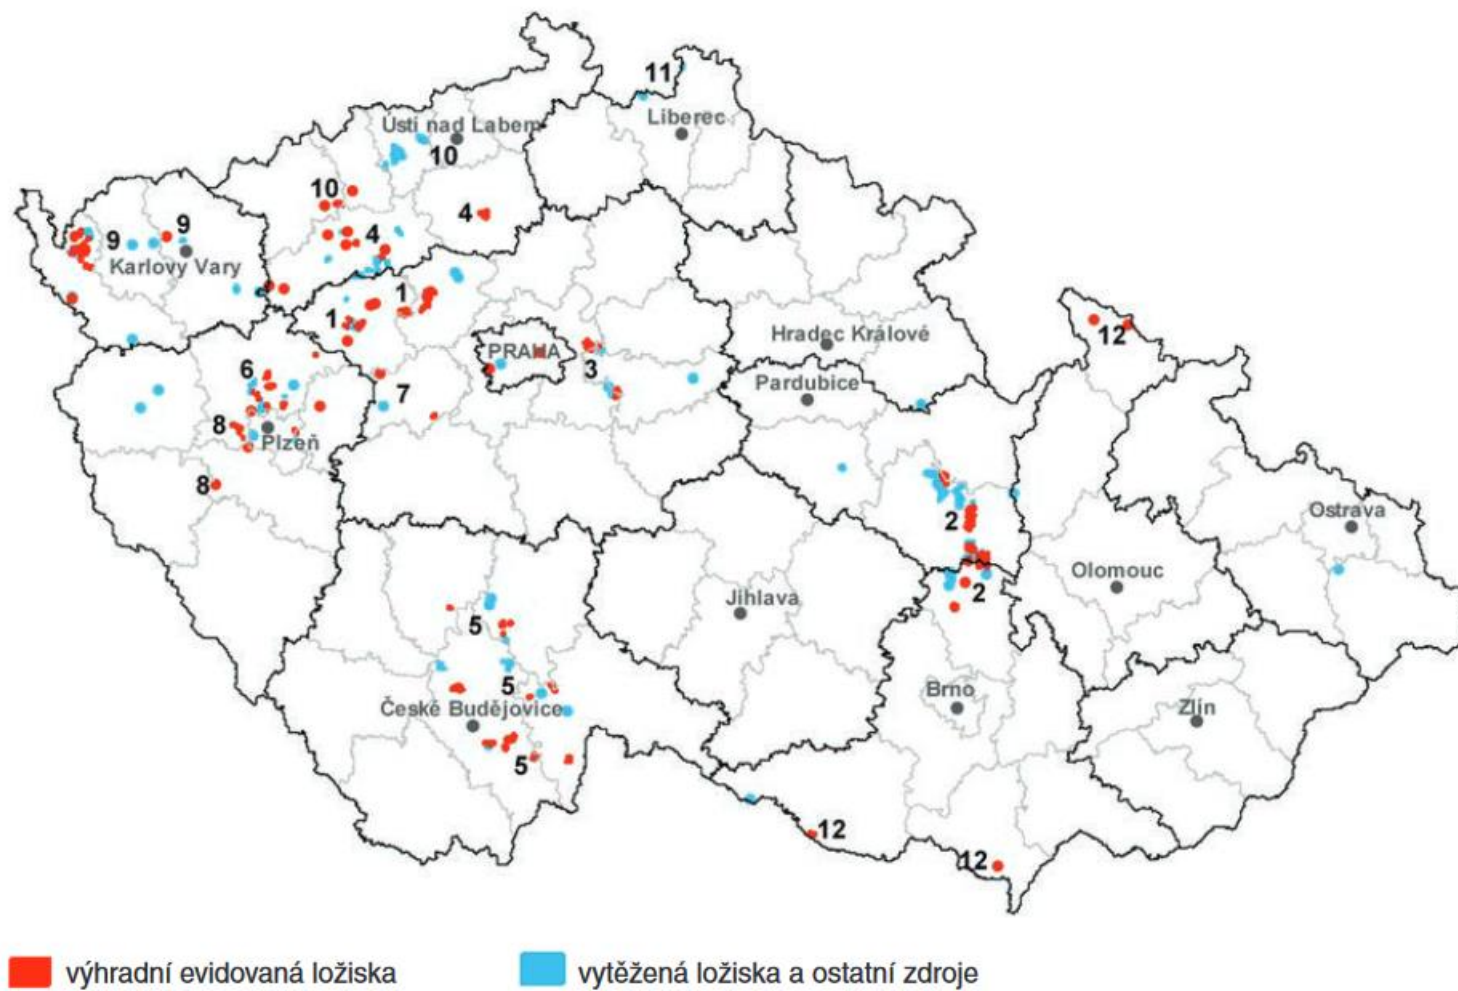 11
Liberec
Ústí nad Labem
10
10
4
9
9
4
Karlovy Vary
1
1
12
Hradec Králové
PRAHA
3
6
Pardubice
7
8
Plzeň
8
2
Ostrava
Olomouc
2
Jihlava
5
5
Brno
České Budějovice
Zlín
5
12
12
výhradní evidovaná ložiska
vytěžená ložiska a ostatní zdroje